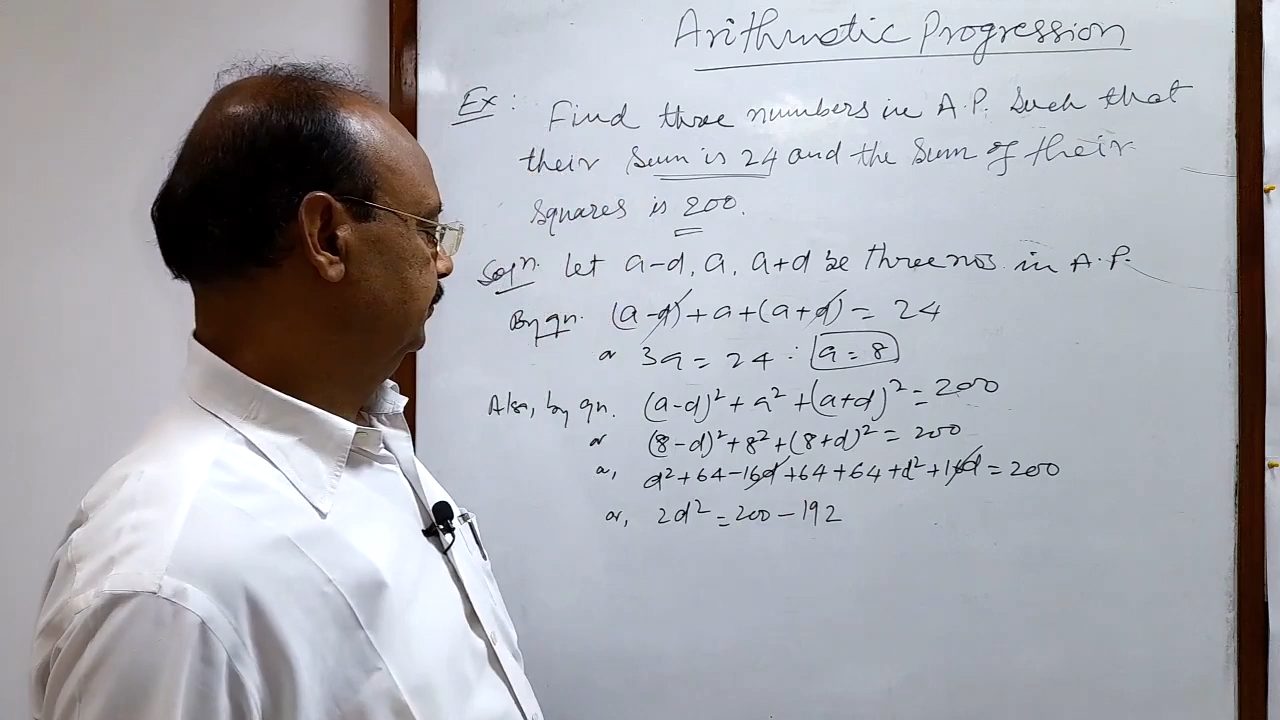 Arithmetic Progression
Ex: Find three numbers in A.P. Such that
their Sum is 24 and the Sum of their
squares is 200.
Soln. Let a-d, a, a+d be three nos. in A.P.
By qn. (a-d) + a + (a+d) = 24
or 3a = 24 ∴ a = 8
Also, by qn. (a-d)² + a² + (a+d)² = 200
or (8-d)² + 8² + (8+d)² = 200
or, d² + 64 - 16d + 64 + 64 + d² + 16d = 200
or, 2d² = 200 - 192